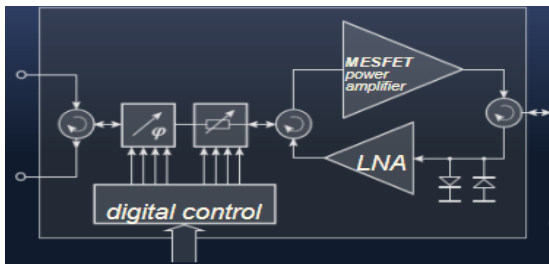 MESFET
power
amplifier
φ
LNA
digital control